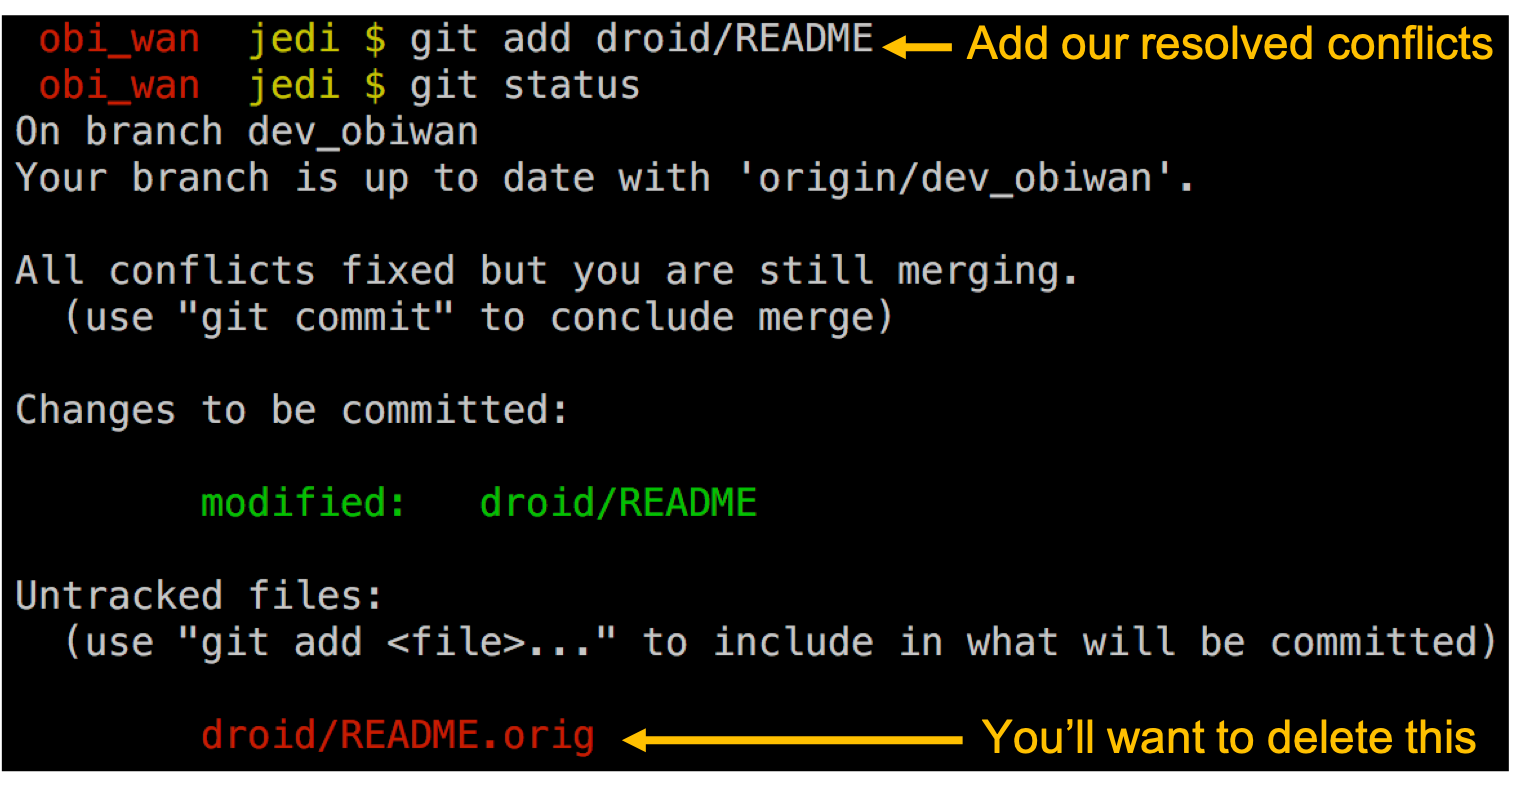 obi_wan jedi $ git add droid/README Add our resolved conflicts
obi_wan jedi $ git status
On branch dev_obiwan
Your branch is up to date with 'origin/dev_obiwan'.
All conflicts fixed but you are still merging.
(use "git commit" to conclude merge)
Changes to be committed:
modified: droid/README
Untracked files:
(use "git add <file>..." to include in what will be committed)
droid/README.orig You’ll want to delete this